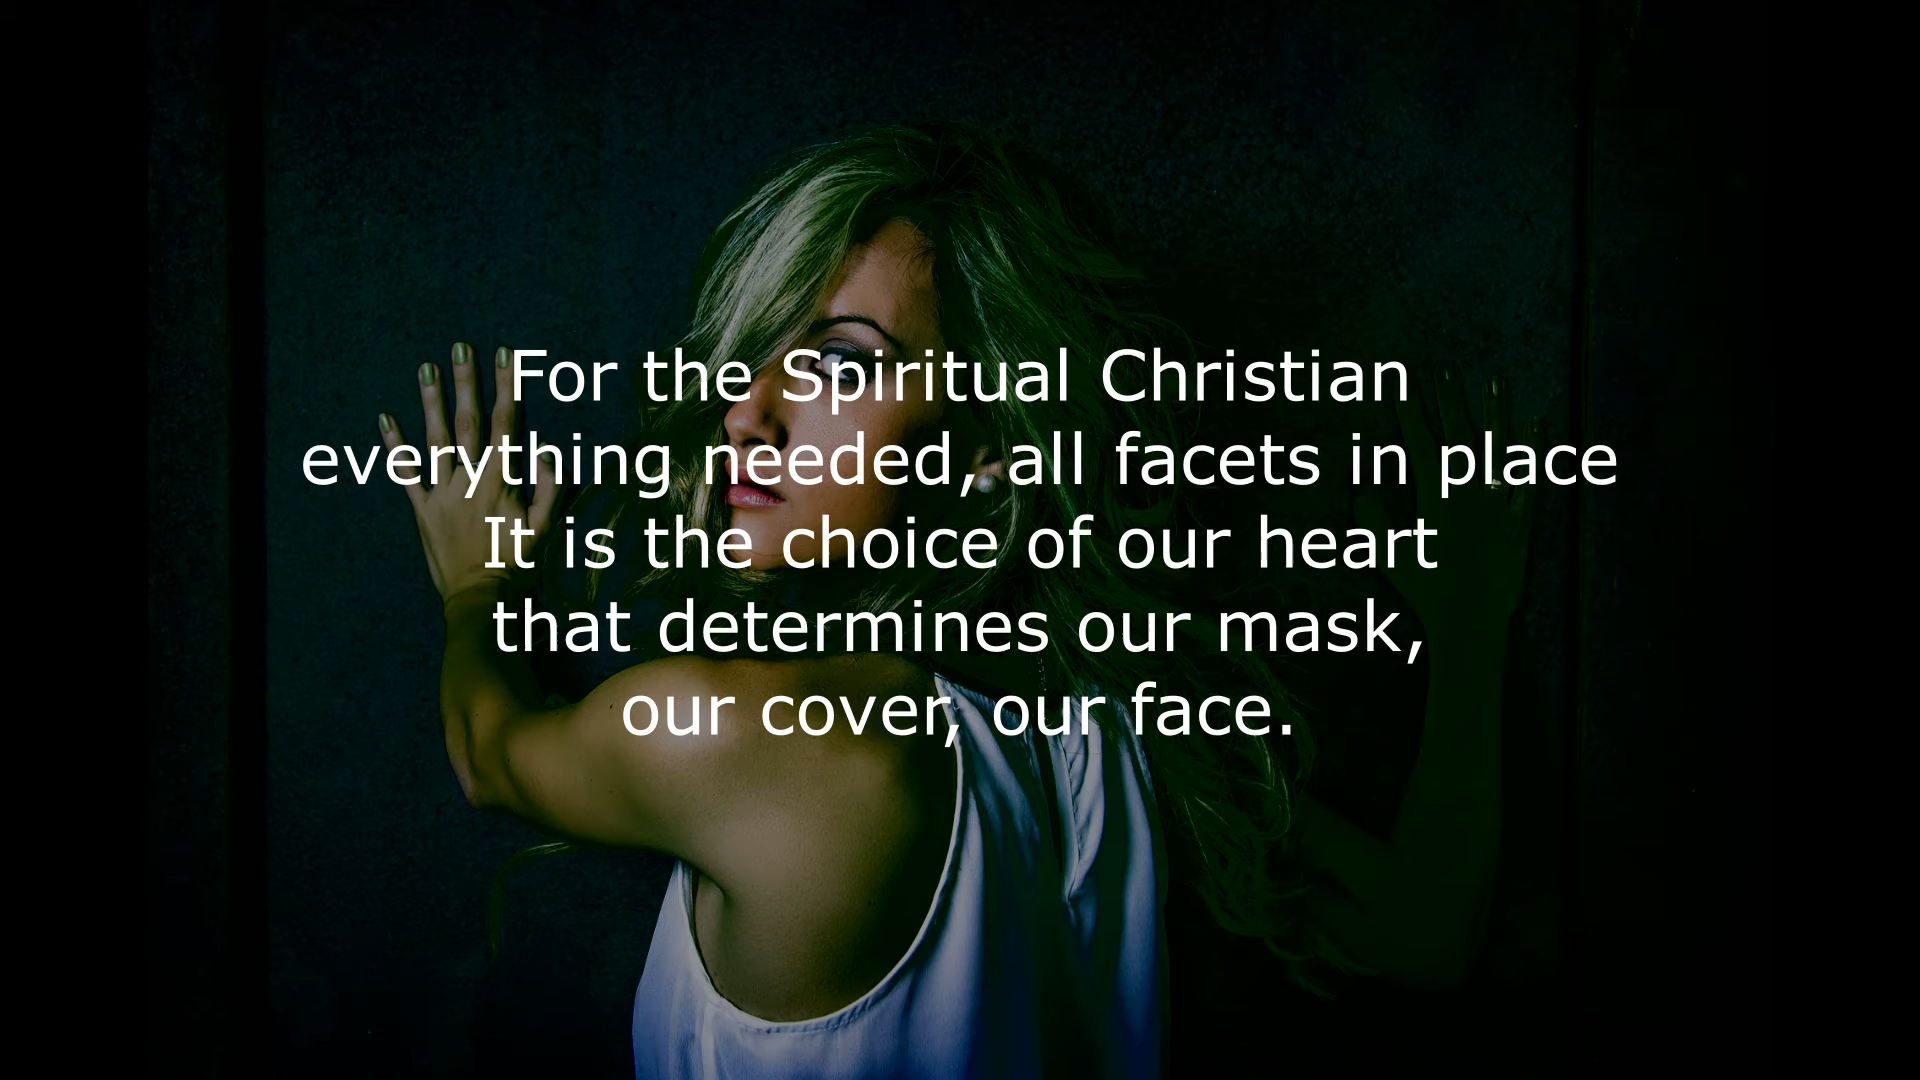 For the Spiritual Christian
everything needed, all facets in place
It is the choice of our heart
that determines our mask,
our cover, our face.